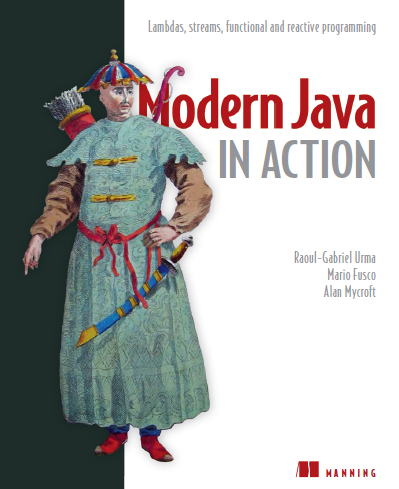 Lambdas, streams, functional and reactive programming
Modern Java
IN ACTION
Raoul-Gabriel Urma
Mario Fusco
Alan Mycroft
MANNING